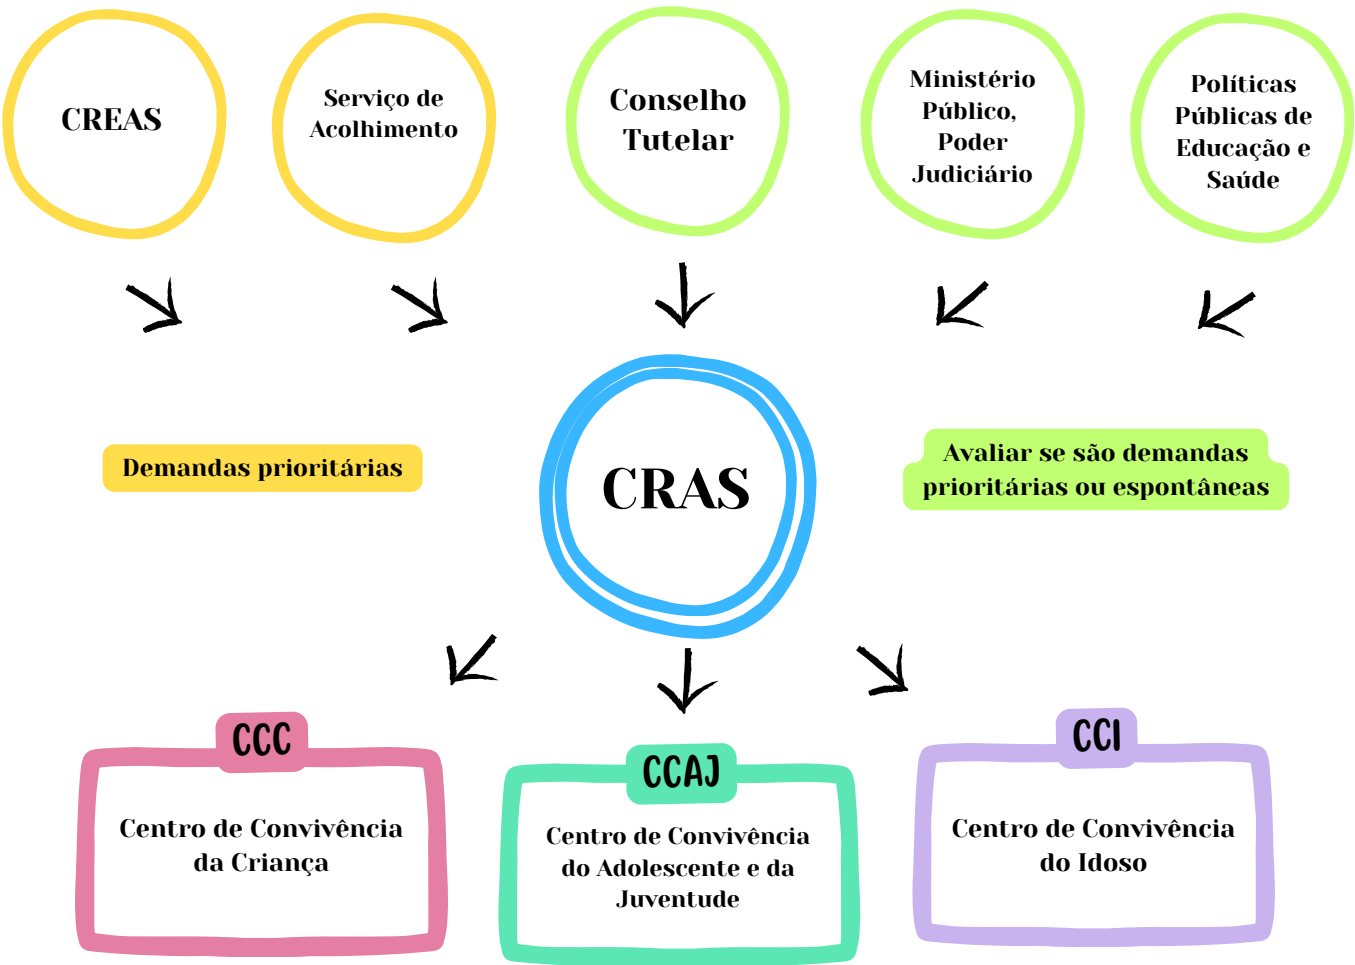 CREAS
Serviço de
Acolhimento
Conselho
Tutelar
Ministério
Público,
Poder
Judiciário
Políticas
Públicas de
Educação e
Saúde
Demandas prioritárias
CRAS
Avaliar se são demandas
prioritárias ou espontâneas
CCC
Centro de Convivência
da Criança
CCAJ
Centro de Convivência
do Adolescente e da
Juventude
CCI
Centro de Convivência
do Idoso